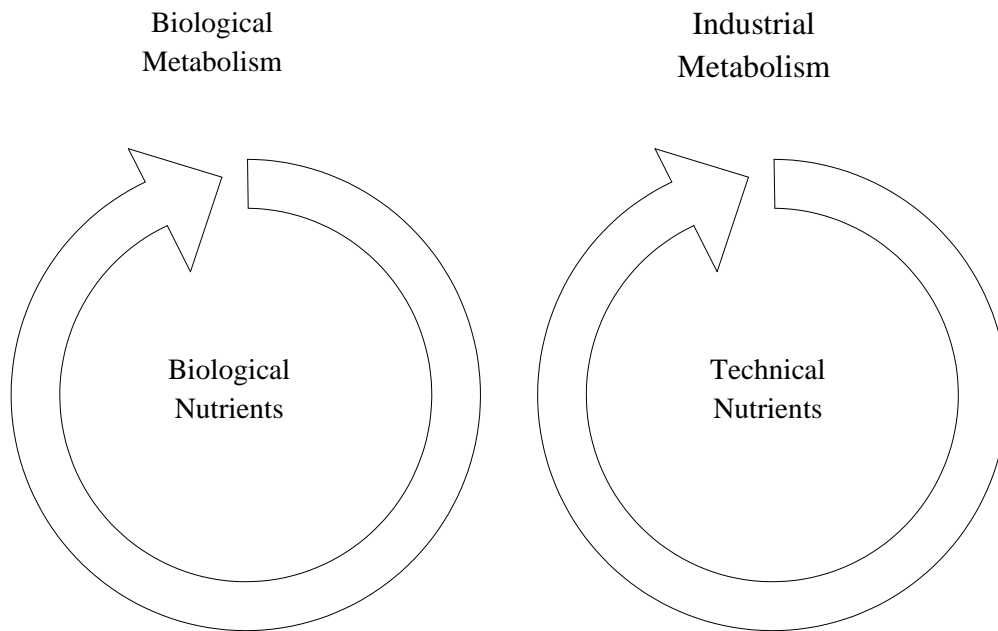 Biological
Metabolism
Industrial
Metabolism
Biological
Nutrients
Technical
Nutrients